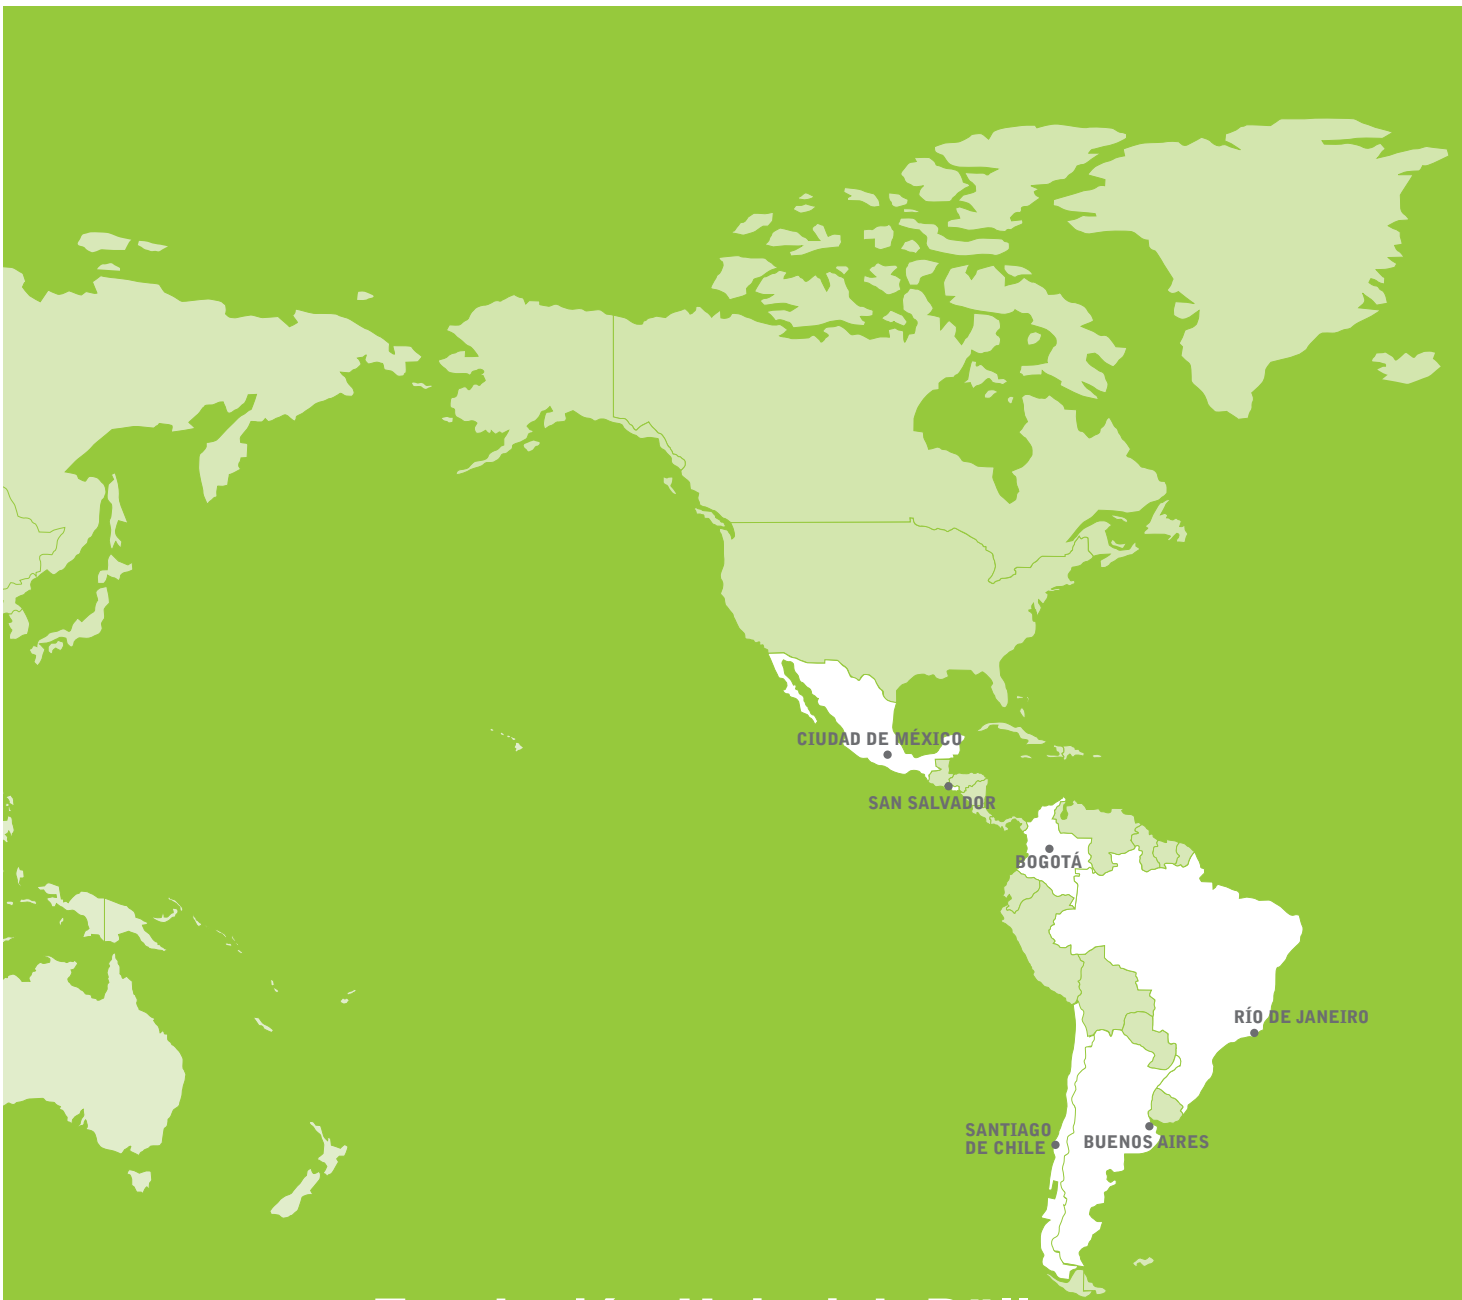 CIUDAD DE MÉXICO
SAN SALVADOR
BOGOTÁ
RÍO DE JANEIRO
SANTIAGO
DE CHILE
BUENOS AIRES